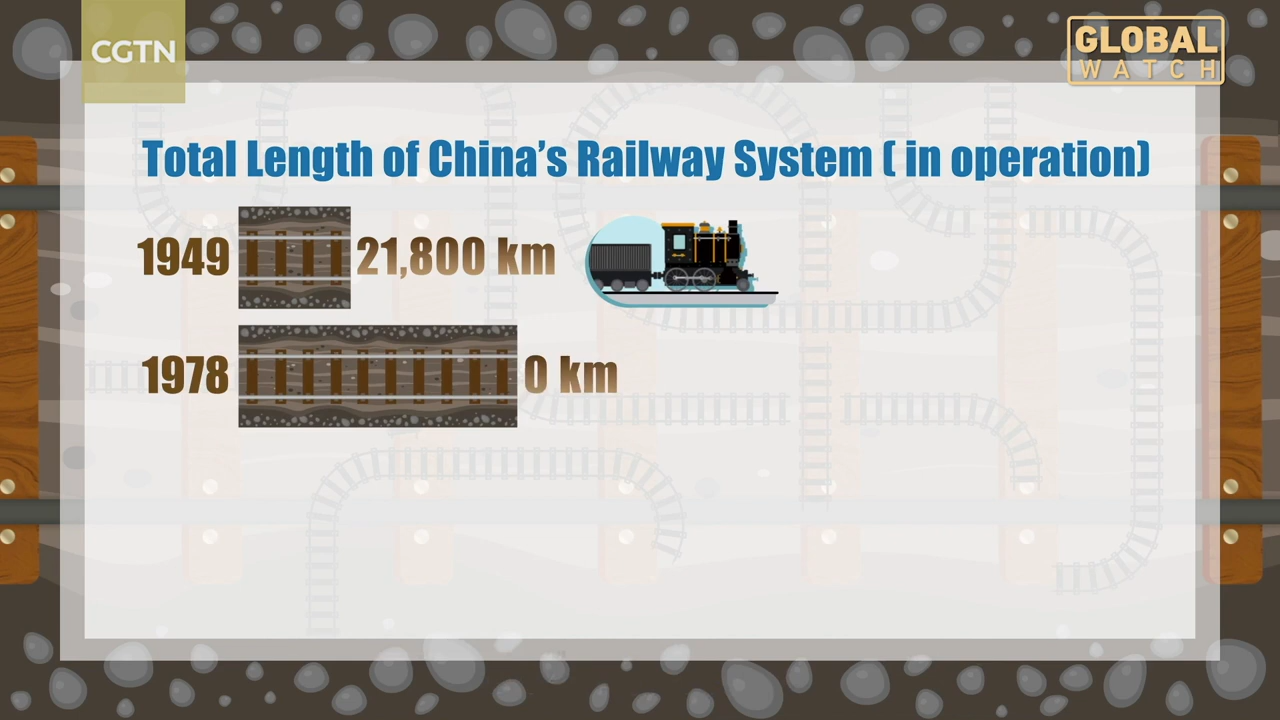 CGTN
GLOBAL
WATCH
Total Length of China’s Railway System ( in operation)
1949 21,800 km
1978 0 km